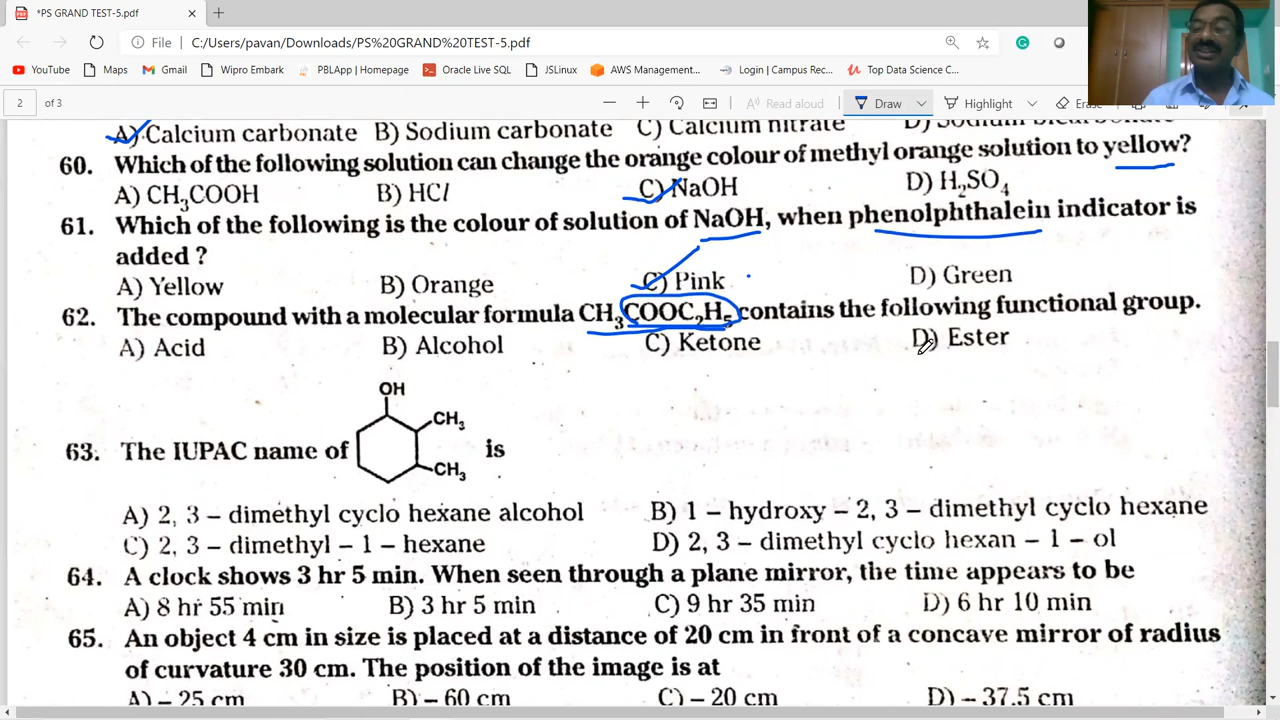 *PS GRAND TEST-5.pdf
File C:/Users/pavan/Downloads/PS%20GRAND%20TEST-5.pdf
YouTube Maps Gmail Wipro Embark PBLApp | Homepage Oracle Live SQL JSLinux AWS Management... Login | Campus Rec... Top Data Science C...
2 of 3 Read aloud Draw Highlight Erase
A) Calcium carbonate B) Sodium carbonate C) Calcium nitrate
60. Which of the following solution can change the orange colour of methyl orange solution to yellow?
A) CH₃COOH B) HCl C) NaOH D) H₂SO₄
61. Which of the following is the colour of solution of NaOH, when phenolphthalein indicator is
added ?
A) Yellow B) Orange C) Pink D) Green
62. The compound with a molecular formula CH₃COOC₂H₅ contains the following functional group.
A) Acid B) Alcohol C) Ketone D) Ester
OH
CH₃
63. The IUPAC name of is
CH₃
A) 2, 3 – dimethyl cyclo hexane alcohol B) 1 – hydroxy – 2, 3 – dimethyl cyclo hexane
C) 2, 3 – dimethyl – 1 – hexane D) 2, 3 – dimethyl cyclo hexan – 1 – ol
64. A clock shows 3 hr 5 min. When seen through a plane mirror, the time appears to be
A) 8 hr 55 min B) 3 hr 5 min C) 9 hr 35 min D) 6 hr 10 min
65. An object 4 cm in size is placed at a distance of 20 cm in front of a concave mirror of radius
of curvature 30 cm. The position of the image is at
A) – 25 cm B) – 60 cm C) – 20 cm D) – 37.5 cm